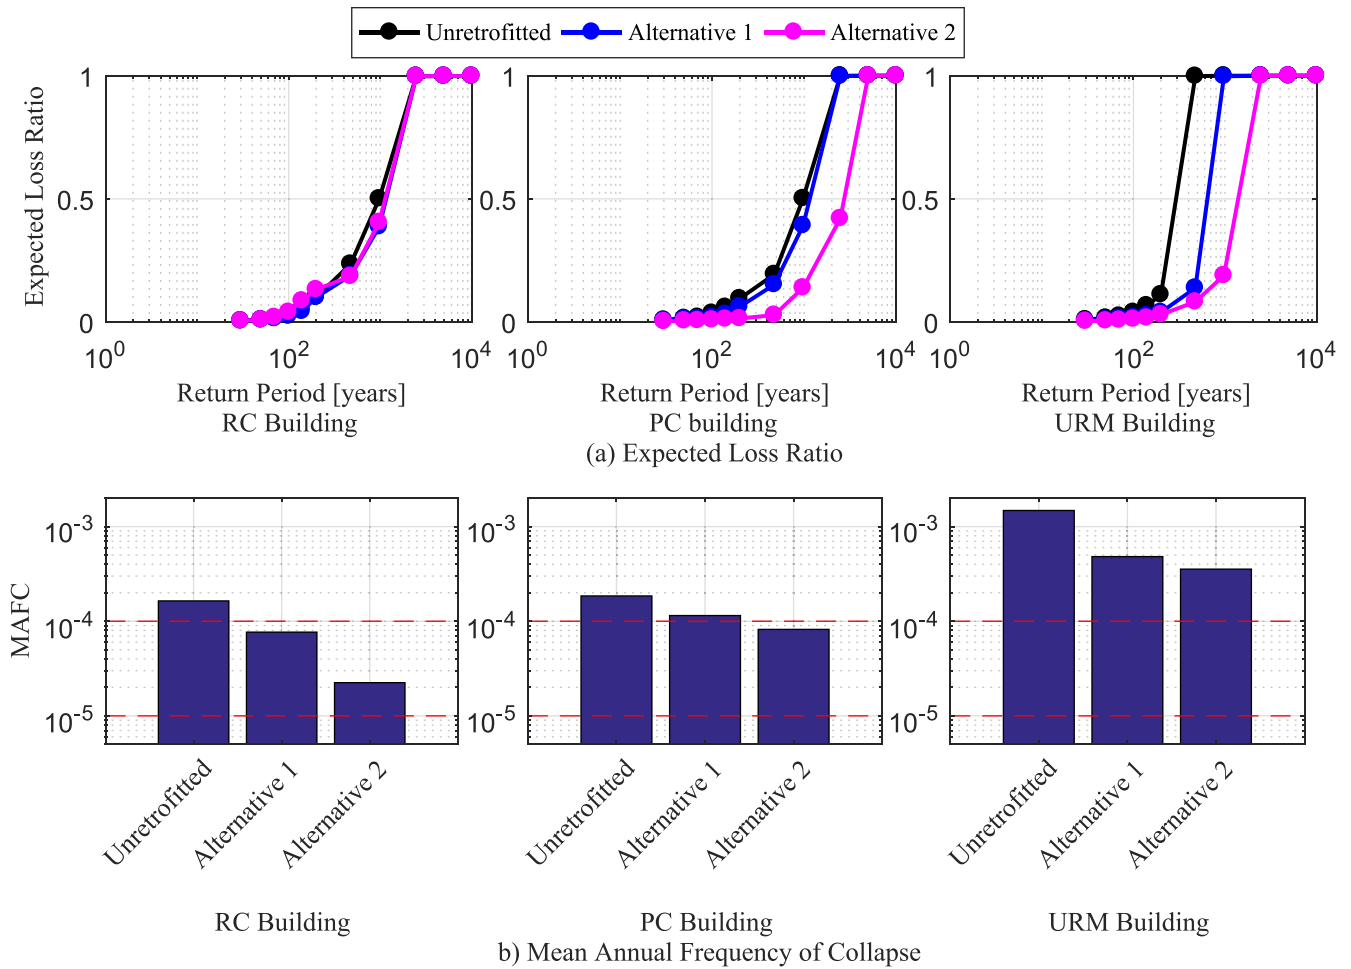 Unretrofitted Alternative 1 Alternative 2
Expected Loss Ratio
1 1 1
0.5 0.5 0.5
0 0 0
10^0 10^2 10^4 10^0 10^2 10^4 10^0 10^2 10^4
Return Period [years] Return Period [years] Return Period [years]
RC Building PC building URM Building
(a) Expected Loss Ratio
MAFC
10^-3 10^-3 10^-3
10^-4 10^-4 10^-4
10^-5 10^-5 10^-5
Unretrofitted Alternative 1 Alternative 2 Unretrofitted Alternative 1 Alternative 2 Unretrofitted Alternative 1 Alternative 2
RC Building PC Building URM Building
b) Mean Annual Frequency of Collapse